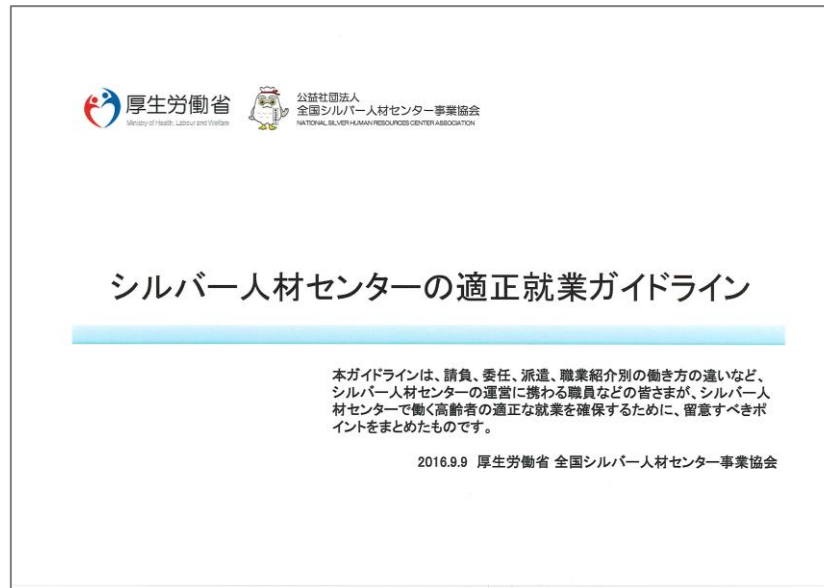 厚生労働省
Ministry of Health, Labour and Welfare
公益社団法人
全国シルバー人材センター事業協会
NATIONAL SILVER HUMAN RESOURCES CENTER ASSOCIATION
シルバー人材センターの適正就業ガイドライン
本ガイドラインは、請負、委任、派遣、職業紹介別の働き方の違いなど、
シルバー人材センターの運営に携わる職員などの皆さまが、シルバー人
材センターで働く高齢者の適正な就業を確保するために、留意すべきポ
イントをまとめたものです。
2016.9.9 厚生労働省 全国シルバー人材センター事業協会